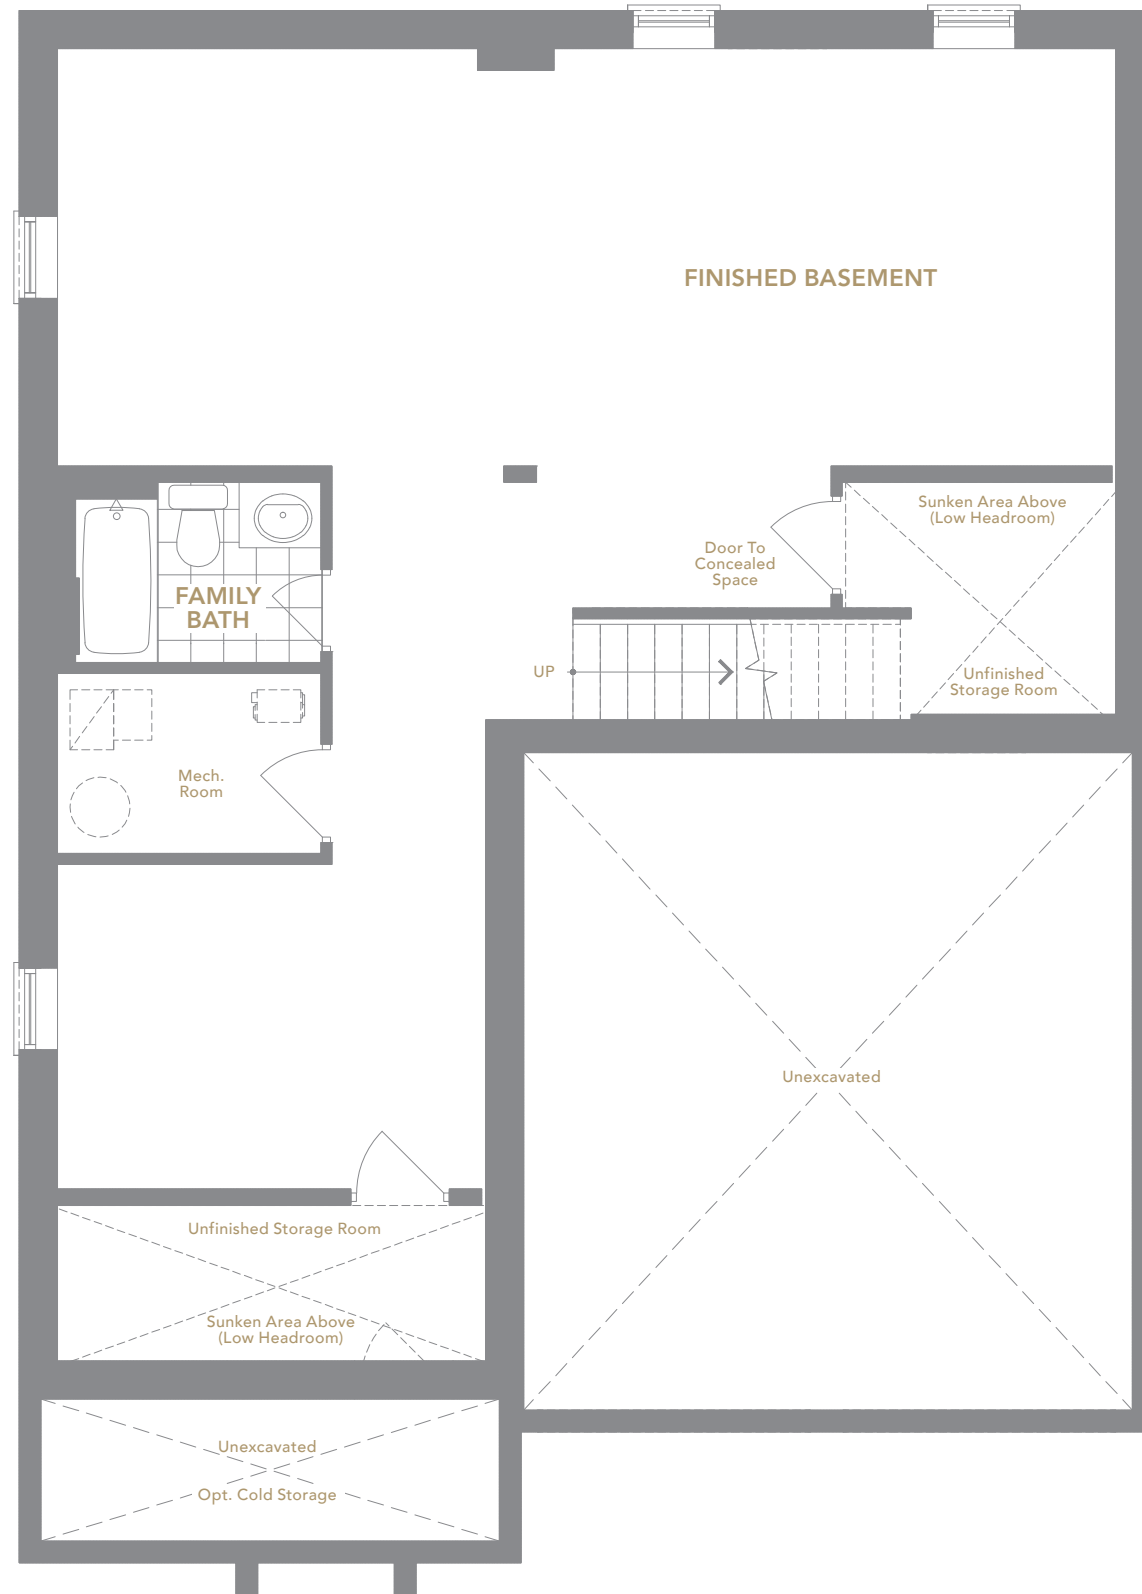 FINISHED BASEMENT
Sunken Area Above
(Low Headroom)
Door To
Concealed
Space
FAMILY
BATH
UP
Unfinished
Storage Room
Mech.
Room
Unexcavated
Unfinished Storage Room
Sunken Area Above
(Low Headroom)
Unexcavated
Opt. Cold Storage